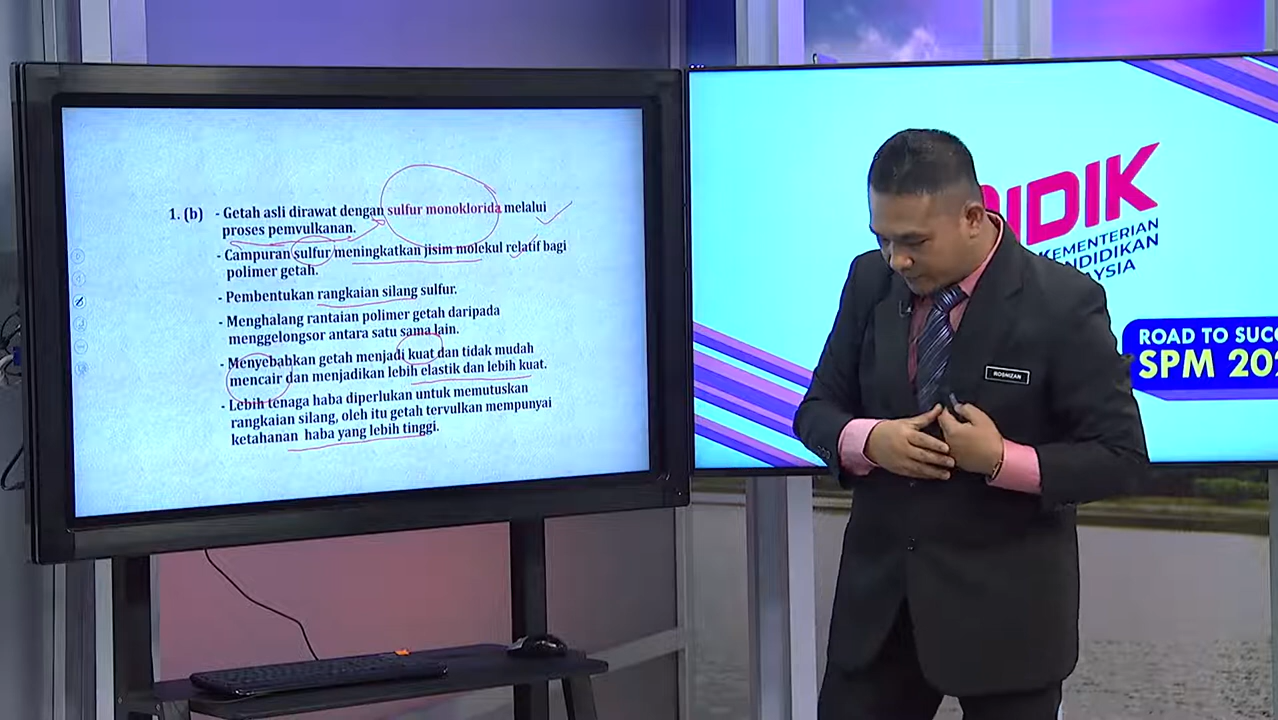 1. (b) - Getah asli dirawat dengan sulfur monoklorida melalui
proses pemvulkanan.
- Campuran sulfur meningkatkan jisim molekul relatif bagi
polimer getah.
- Pembentukan rangkaian silang sulfur.
- Menghalang rantaian polimer getah daripada
menggelongsor antara satu sama lain.
- Menyebabkan getah menjadi kuat dan tidak mudah
mencair dan menjadikan lebih elastik dan lebih kuat.
- Lebih tenaga haba diperlukan untuk memutuskan
rangkaian silang, oleh itu getah tervulkan mempunyai
ketahanan haba yang lebih tinggi.
DIDIK
KEMENTERIAN
PENDIDIKAN
MALAYSIA
ROAD TO SUCC
SPM 202
ROSNIZAN